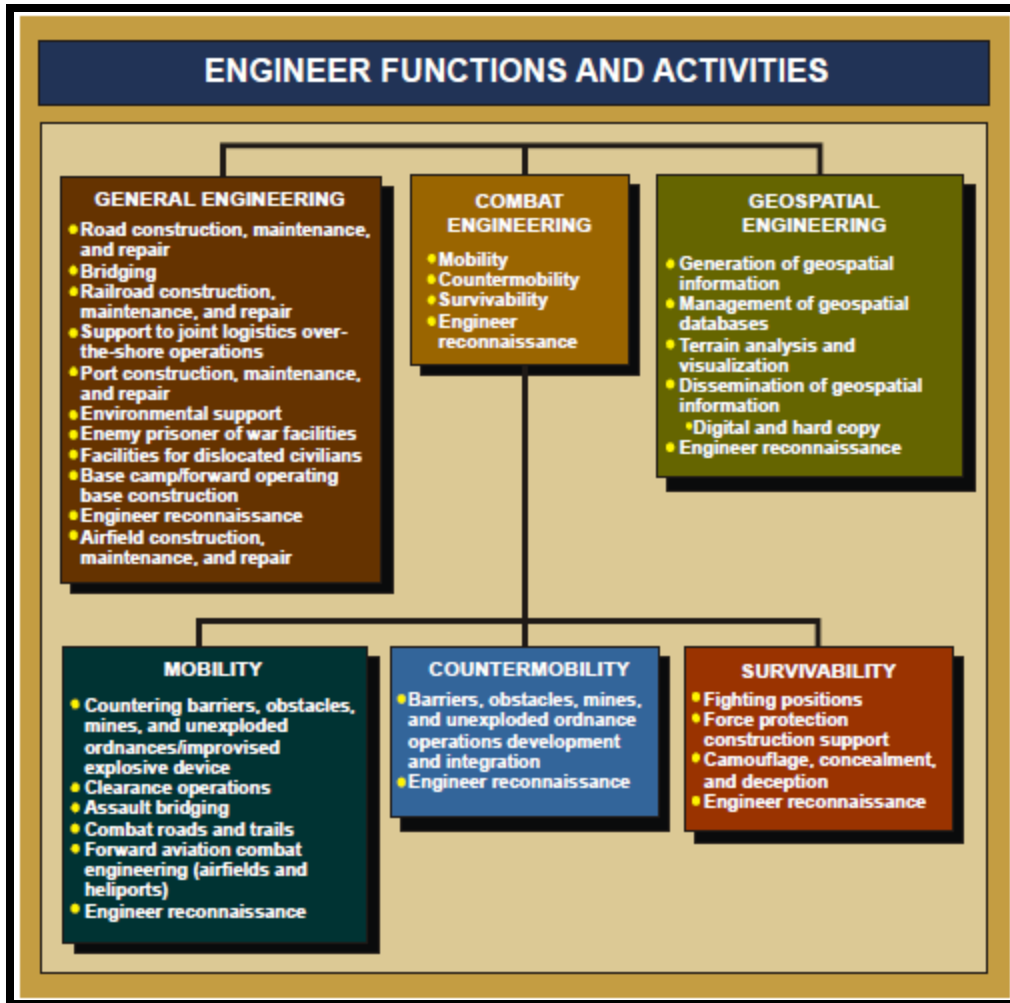 ENGINEER FUNCTIONS AND ACTIVITIES
GENERAL ENGINEERING
•Road construction, maintenance,
and repair
•Bridging
•Railroad construction,
maintenance, and repair
•Support to joint logistics over-
the-shore operations
•Port construction, maintenance,
and repair
•Environmental support
•Enemy prisoner of war facilities
•Facilities for dislocated civilians
•Base camp/forward operating
base construction
•Engineer reconnaissance
•Airfield construction,
maintenance, and repair
COMBAT
ENGINEERING
•Mobility
•Countermobility
•Survivability
•Engineer
reconnaissance
GEOSPATIAL
ENGINEERING
•Generation of geospatial
information
•Management of geospatial
databases
•Terrain analysis and
visualization
•Dissemination of geospatial
information
•Digital and hard copy
•Engineer reconnaissance
MOBILITY
•Countering barriers, obstacles,
mines, and unexploded
ordnances/improvised
explosive device
•Clearance operations
•Assault bridging
•Combat roads and trails
•Forward aviation combat
engineering (airfields and
heliports)
•Engineer reconnaissance
COUNTERMOBILITY
•Barriers, obstacles, mines,
and unexploded ordnance
operations development
and integration
•Engineer reconnaissance
SURVIVABILITY
•Fighting positions
•Force protection
construction support
•Camouflage, concealment,
and deception
•Engineer reconnaissance